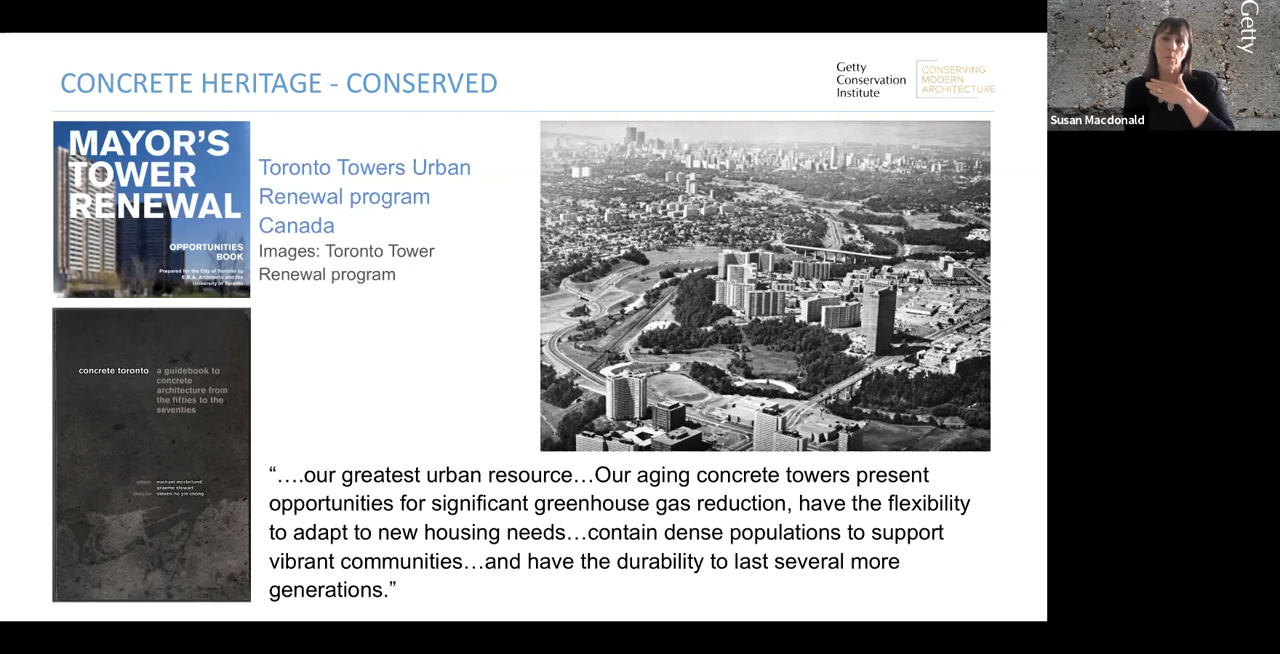 CONCRETE HERITAGE - CONSERVED
Getty
Conservation
Institute
CONSERVING
MODERN
ARCHITECTURE
MAYOR'S
TOWER
RENEWAL
OPPORTUNITIES
BOOK
Prepared for the City of Toronto by
E.R.A. Architects and the
University of Toronto
Toronto Towers Urban
Renewal program
Canada
Images: Toronto Tower
Renewal program
concrete toronto
a guidebook to
concrete
architecture from
the fifties to the
seventies
michael mcclelland
graeme stewart
steven ho yin chong
“….our greatest urban resource…Our aging concrete towers present
opportunities for significant greenhouse gas reduction, have the flexibility
to adapt to new housing needs…contain dense populations to support
vibrant communities…and have the durability to last several more
generations.”
Getty
Susan Macdonald